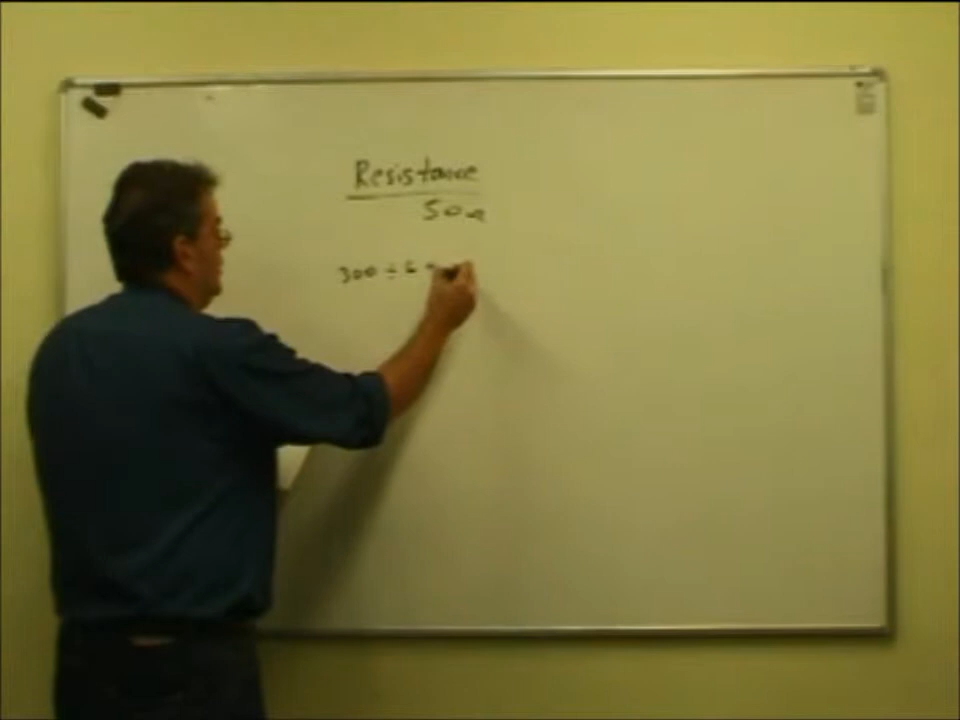 Resistance
50Ω
300 ÷ 6 =